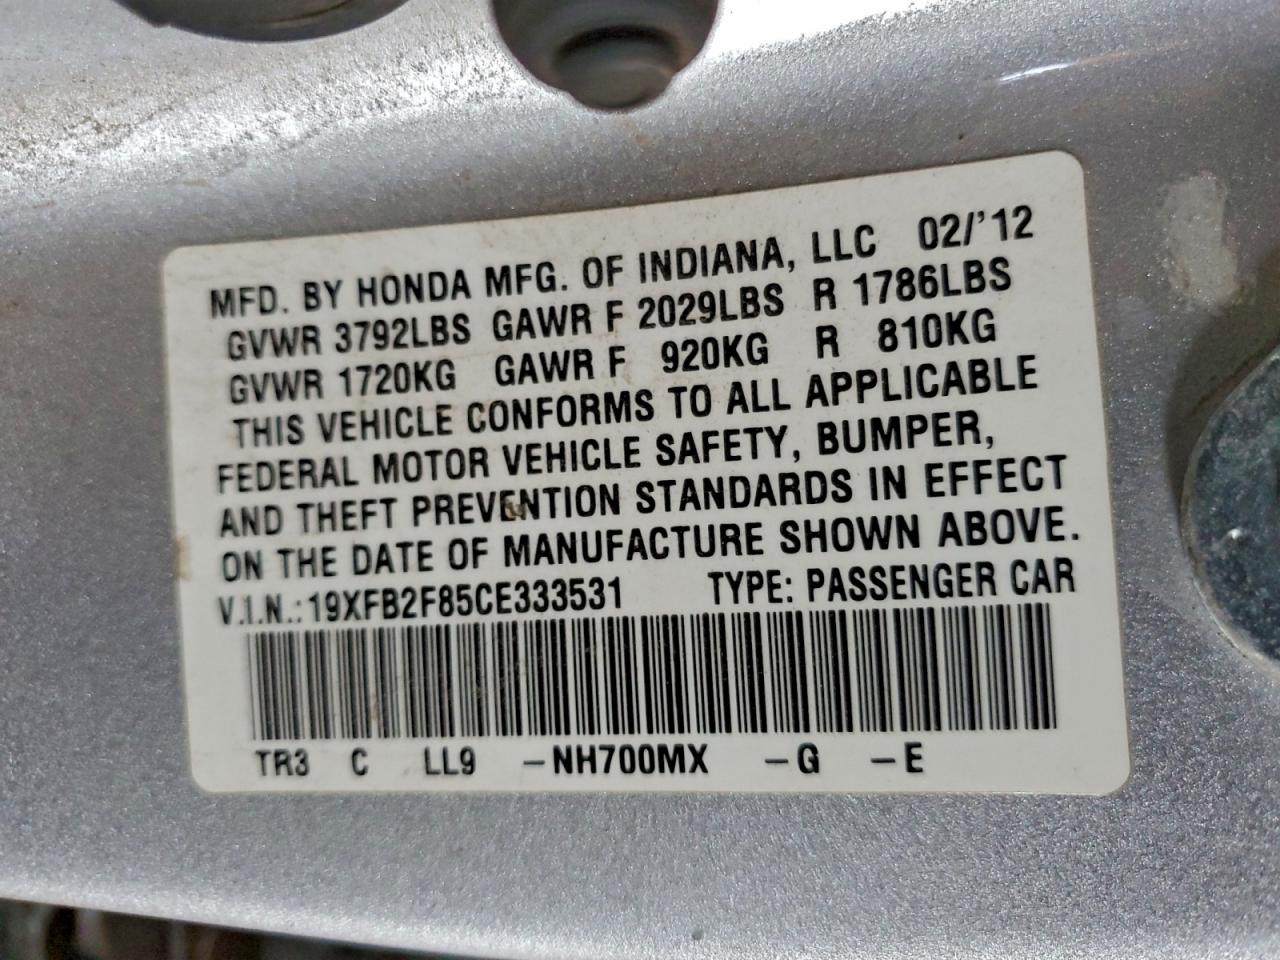 MFD. BY HONDA MFG. OF INDIANA, LLC 02/'12
GVWR 3792LBS GAWR F 2029LBS R 1786LBS
GVWR 1720KG GAWR F 920KG R 810KG
THIS VEHICLE CONFORMS TO ALL APPLICABLE
FEDERAL MOTOR VEHICLE SAFETY, BUMPER,
AND THEFT PREVENTION STANDARDS IN EFFECT
ON THE DATE OF MANUFACTURE SHOWN ABOVE.
V.I.N.:19XFB2F85CE333531 TYPE: PASSENGER CAR
TR3 C LL9 -NH700MX -G -E